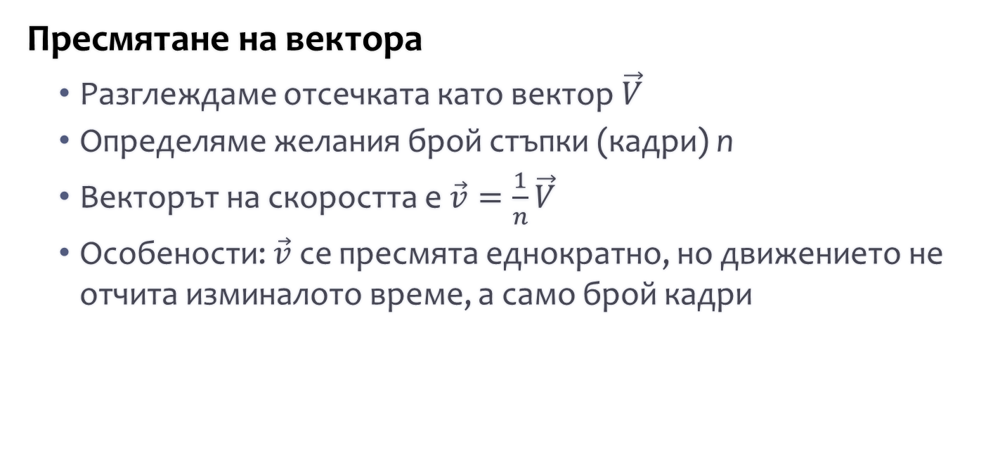 Пресмятане на вектора
• Разглеждаме отсечката като вектор $\vec{V}$
• Определяме желания брой стъпки (кадри) n
• Векторът на скоростта е $\vec{v} = \frac{1}{n}\vec{V}$
• Особености: $\vec{v}$ се пресмята еднократно, но движението не
отчита изминалото време, а само брой кадри